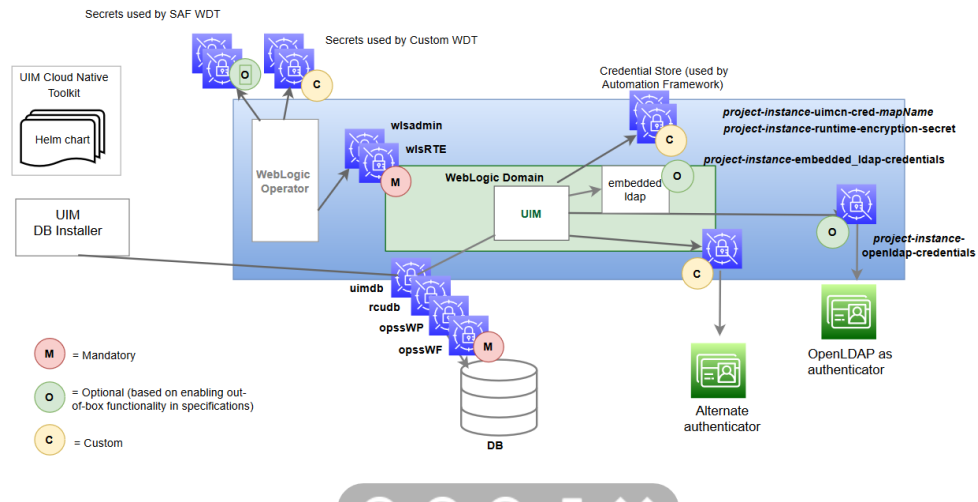 Secrets used by SAF WDT
Secrets used by Custom WDT
UIM Cloud Native
Toolkit
Helm chart
O
C
Credential Store (used by
Automation Framework)
project-instance-uimcn-cred-mapName
project-instance-runtime-encryption-secret
wlsadmin
wlsRTE
C
project-instance-embedded_ldap-credentials
WebLogic
Operator
M
WebLogic Domain
embedded
ldap
O
UIM
DB Installer
UIM
O
project-instance-
openldap-credentials
C
uimdb
rcudb
opssWP
opssWF
M
M
= Mandatory
O
= Optional (based on enabling out-
of-box functionality in specifications)
C
= Custom
DB
Alternate
authenticator
OpenLDAP as
authenticator